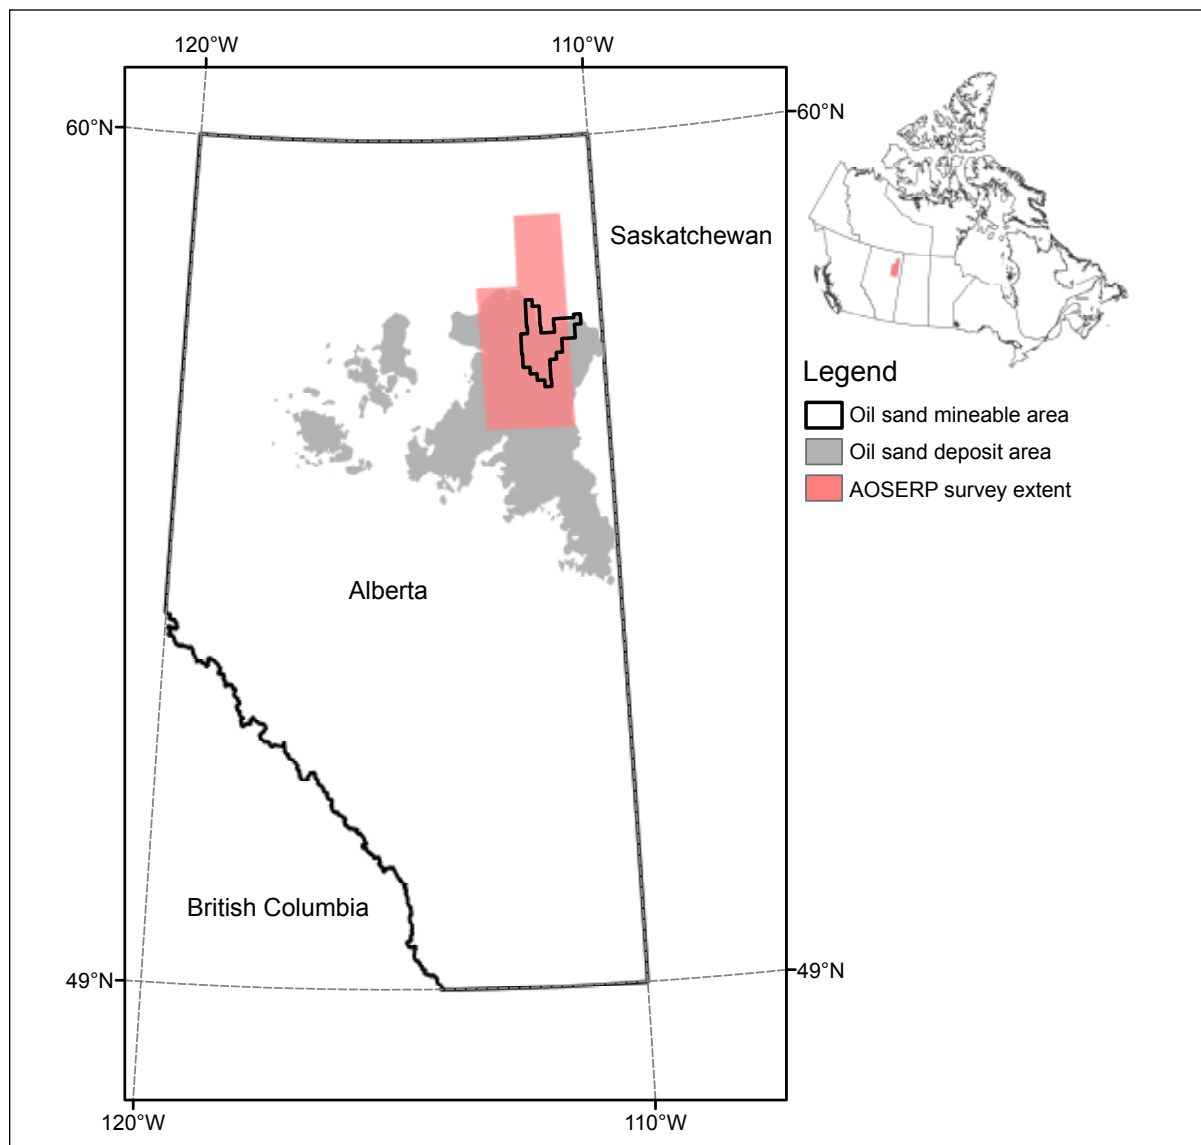 120°W
110°W
60°N
60°N
Saskatchewan
Legend
Oil sand mineable area
Oil sand deposit area
AOSERP survey extent
Alberta
British Columbia
49°N
49°N
120°W
110°W